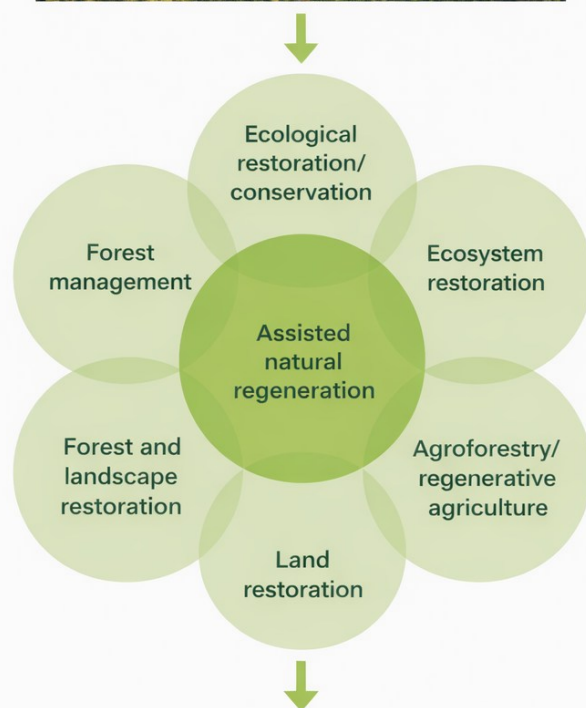 Ecological
restoration/
conservation
Forest
management
Ecosystem
restoration
Assisted
natural
regeneration
Forest and
landscape
restoration
Agroforestry/
regenerative
agriculture
Land
restoration